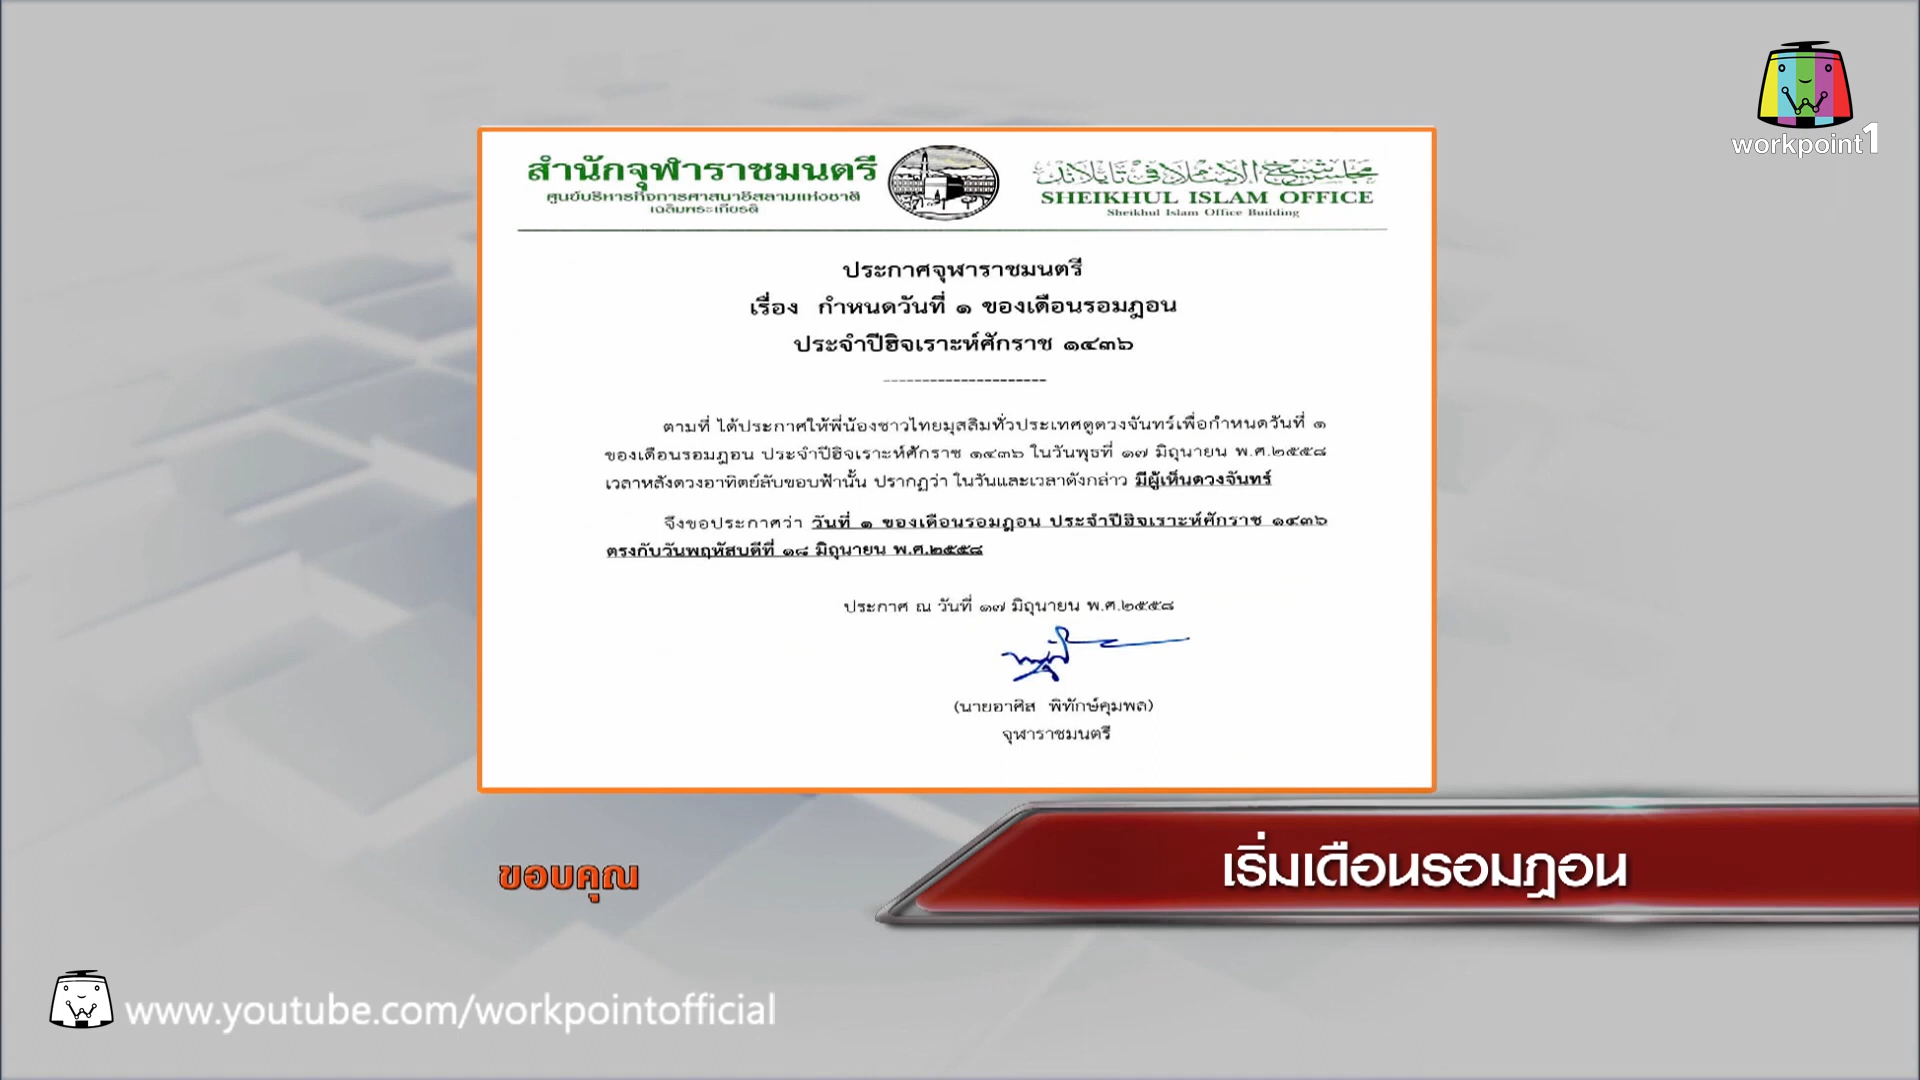 workpoint1
สำนักจุฬาราชมนตรี
ศูนย์บริหารกิจการศาสนาอิสลามแห่งชาติ
เฉลิมพระเกียรติ
SHEIKHUL ISLAM OFFICE
Sheikhul Islam Office Building
ประกาศจุฬาราชมนตรี
เรื่อง กำหนดวันที่ ๑ ของเดือนรอมฎอน
ประจำปีฮิจเราะห์ศักราช ๑๔๓๖
ตามที่ ได้ประกาศให้พี่น้องชาวไทยมุสลิมทั่วประเทศดูดวงจันทร์เพื่อกำหนดวันที่ ๑
ของเดือนรอมฎอน ประจำปีฮิจเราะห์ศักราช ๑๔๓๖ ในวันพุธที่ ๑๗ มิถุนายน พ.ศ.๒๕๕๘
เวลาหลังดวงอาทิตย์ลับขอบฟ้านั้น ปรากฏว่า ในวันและเวลาดังกล่าว มีผู้เห็นดวงจันทร์
จึงขอประกาศว่า วันที่ ๑ ของเดือนรอมฎอน ประจำปีฮิจเราะห์ศักราช ๑๔๓๖
ตรงกับวันพฤหัสบดีที่ ๑๘ มิถุนายน พ.ศ.๒๕๕๘
ประกาศ ณ วันที่ ๑๗ มิถุนายน พ.ศ.๒๕๕๘
(นายอาศิส พิทักษ์คุมพล)
จุฬาราชมนตรี
ขอบคุณ
เริ่มเดือนรอมฎอน
www.youtube.com/workpointofficial